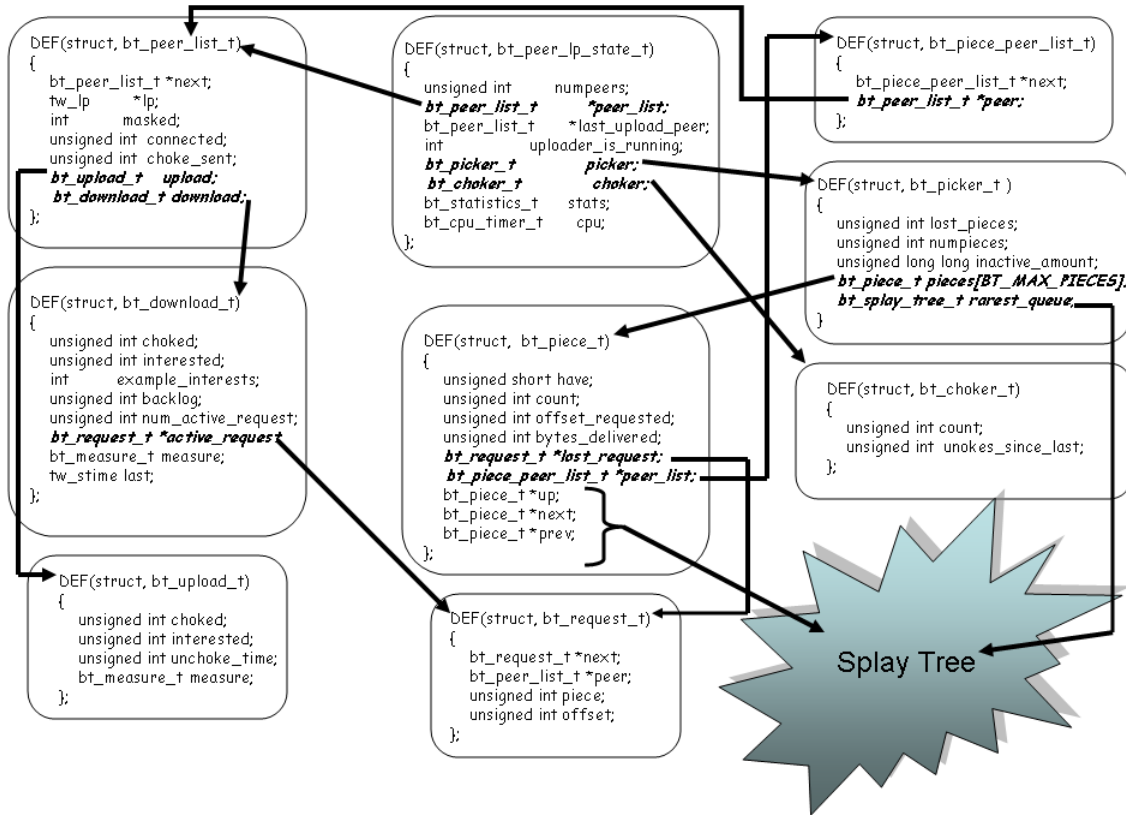 DEF(struct, bt_peer_list_t)
{
bt_peer_list_t *next;
tw_lp *lp;
int masked;
unsigned int connected;
unsigned int choke_sent;
bt_upload_t upload;
bt_download_t download;
};
DEF(struct, bt_peer_lp_state_t)
{
unsigned int numpeers;
bt_peer_list_t *peer_list;
bt_peer_list_t *last_upload_peer;
int uploader_is_running;
bt_picker_t picker;
bt_choker_t choker;
bt_statistics_t stats;
bt_cpu_timer_t cpu;
};
DEF(struct, bt_piece_peer_list_t)
{
bt_piece_peer_list_t *next;
bt_peer_list_t *peer;
};
DEF(struct, bt_picker_t )
{
unsigned int lost_pieces;
unsigned int numpieces;
unsigned long long inactive_amount;
bt_piece_t pieces[BT_MAX_PIECES];
bt_splay_tree_t rarest_queue;
}
DEF(struct, bt_download_t)
{
unsigned int choked;
unsigned int interested;
int example_interests;
unsigned int backlog;
unsigned int num_active_request;
bt_request_t *active_request
bt_measure_t measure;
tw_stime last;
};
DEF(struct, bt_piece_t)
{
unsigned short have;
unsigned int count;
unsigned int offset_requested;
unsigned int bytes_delivered;
bt_request_t *lost_request;
bt_piece_peer_list_t *peer_list;
bt_piece_t *up;
bt_piece_t *next;
bt_piece_t *prev;
};
DEF(struct, bt_choker_t)
{
unsigned int count;
unsigned int unokes_since_last;
};
DEF(struct, bt_upload_t)
{
unsigned int choked;
unsigned int interested;
unsigned int unchoke_time;
bt_measure_t measure;
};
DEF(struct, bt_request_t)
{
bt_request_t *next;
bt_peer_list_t *peer;
unsigned int piece;
unsigned int offset;
};
Splay Tree